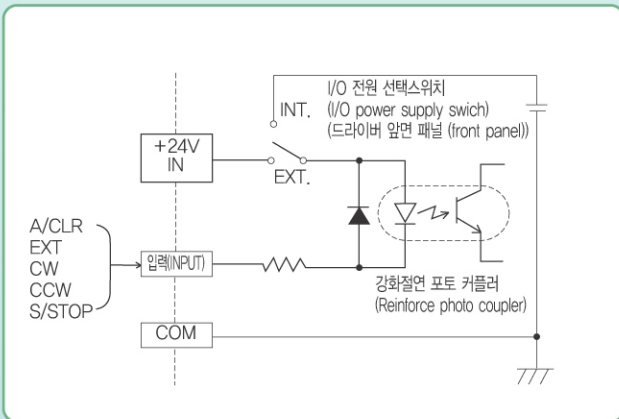 I/O 전원 선택스위치
INT. (I/O power supply swich)
(드라이버 앞면 패널 (front panel))
+24V
IN
EXT.
A/CLR
EXT
CW
CCW
S/STOP
입력(INPUT)
강화절연 포토 커플러
(Reinforce photo coupler)
COM